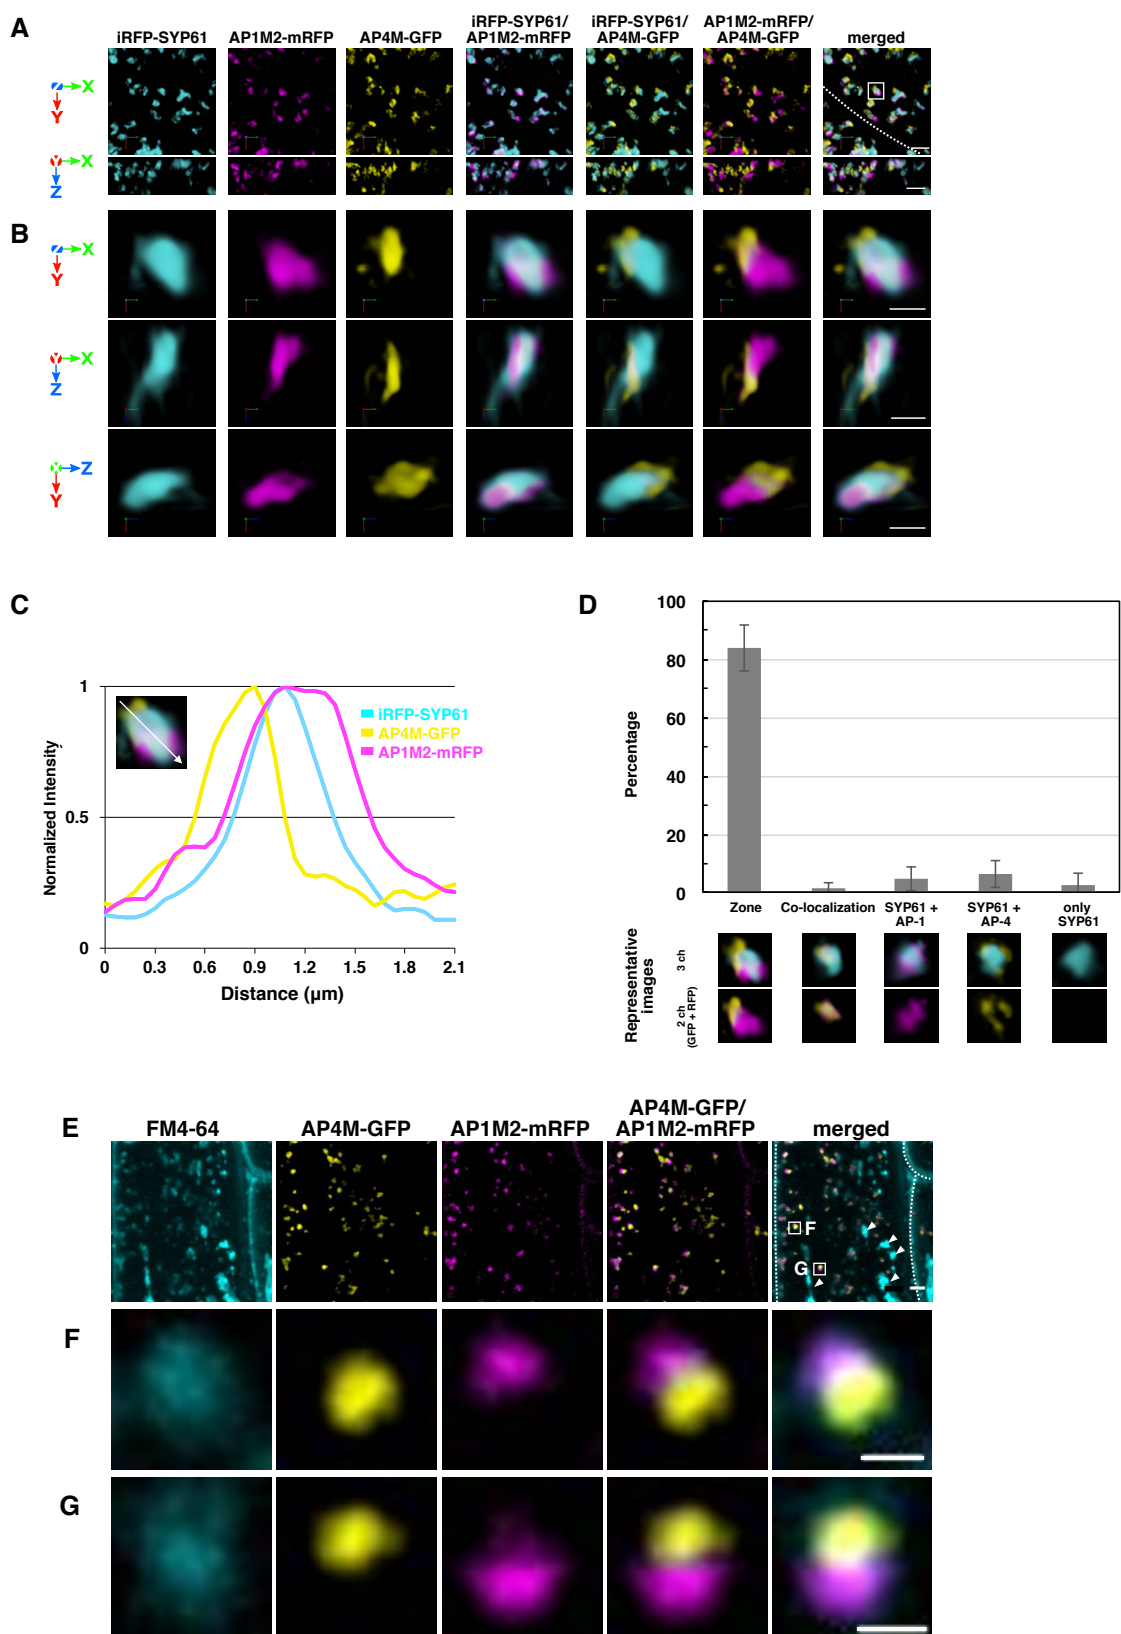 A
iRFP-SYP61
AP1M2-mRFP
AP4M-GFP
iRFP-SYP61/
AP1M2-mRFP
iRFP-SYP61/
AP4M-GFP
AP1M2-mRFP/
AP4M-GFP
merged
Z X
Y
Y X
Z
B
Z X
Y
Y X
Z
X Z
Y
C
1
0.5
0
Normalized Intensity
iRFP-SYP61
AP4M-GFP
AP1M2-mRFP
0 0.3 0.6 0.9 1.2 1.5 1.8 2.1
Distance (μm)
D
100
80
60
40
20
0
Percentage
Zone
Co-localization
SYP61 +
AP-1
SYP61 +
AP-4
only
SYP61
Representative
images
3 ch
2 ch
(GFP + RFP)
E
FM4-64
AP4M-GFP
AP1M2-mRFP
AP4M-GFP/
AP1M2-mRFP
merged
F
G
F
G